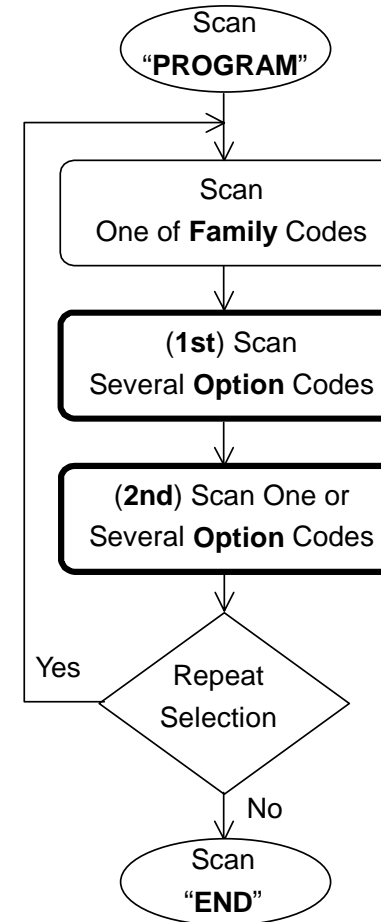 Scan
“PROGRAM”
Scan
One of Family Codes
(1st) Scan
Several Option Codes
(2nd) Scan One or
Several Option Codes
Yes
Repeat
Selection
No
Scan
“END”